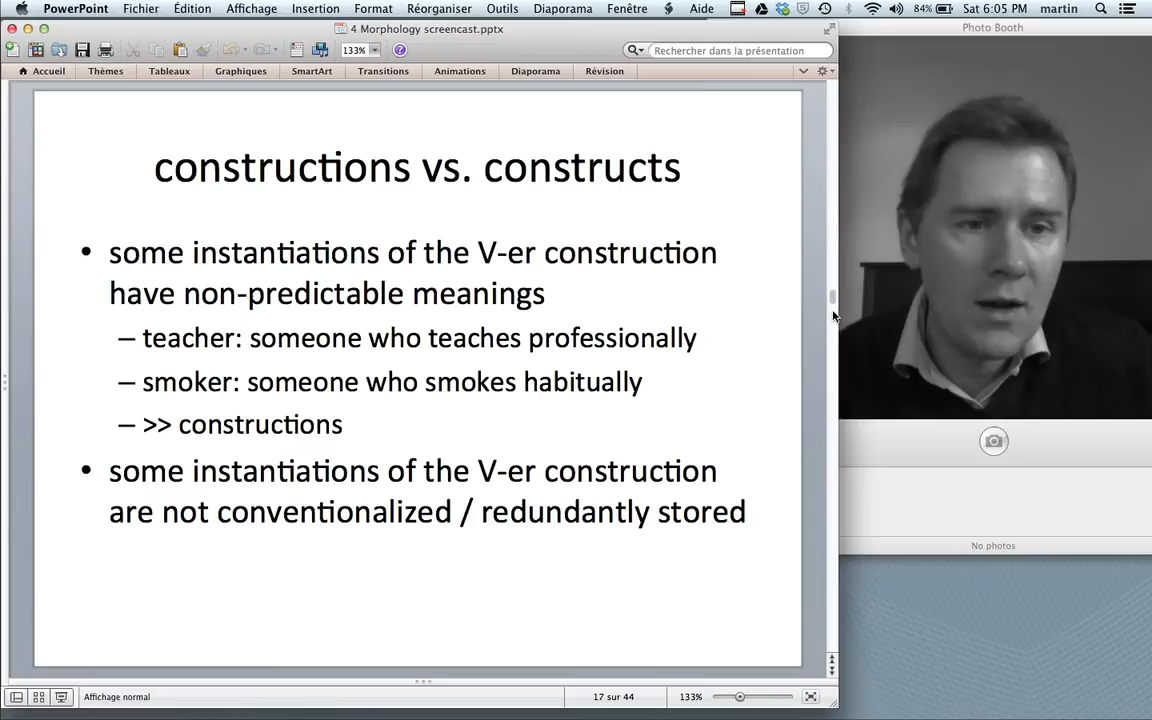 PowerPoint Fichier Édition Affichage Insertion Format Réorganiser Outils Diaporama Fenêtre Aide 84% Sat 6:05 PM martin
4 Morphology screencast.pptx
Photo Booth
133% Rechercher dans la présentation
Accueil Thèmes Tableaux Graphiques SmartArt Transitions Animations Diaporama Révision
constructions vs. constructs
• some instantiations of the V-er construction
have non-predictable meanings
– teacher: someone who teaches professionally
– smoker: someone who smokes habitually
– >> constructions
• some instantiations of the V-er construction
are not conventionalized / redundantly stored
No photos
Affichage normal 17 sur 44 133%